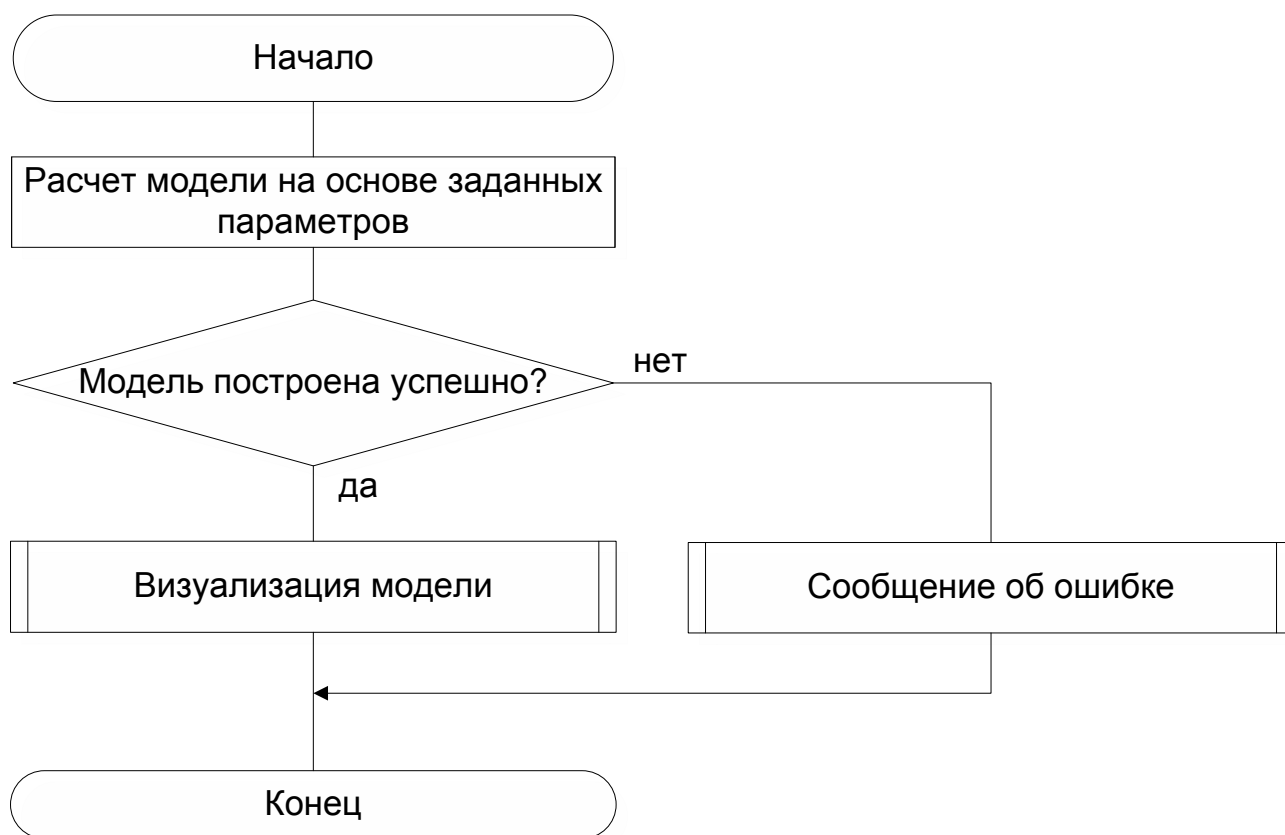 Начало
Расчет модели на основе заданных
параметров
Модель построена успешно?
нет
да
Визуализация модели
Сообщение об ошибке
Конец